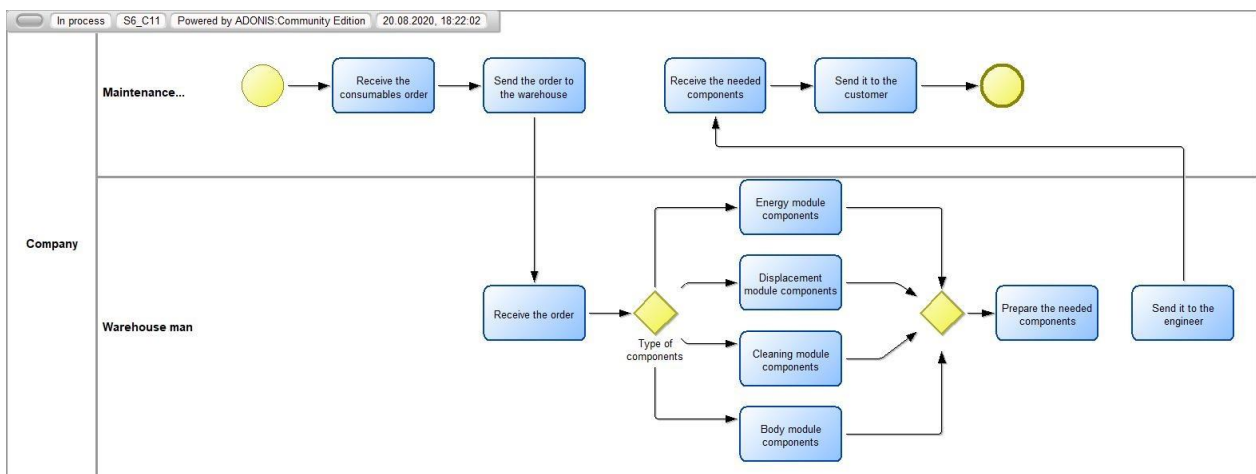 In process
S6_C11
Powered by ADONIS:Community Edition
20.08.2020, 18:22:02
Company
Maintenance...
Receive the
consumables order
Send the order to
the warehouse
Receive the needed
components
Send it to the
customer
Warehouse man
Receive the order
Type of
components
Energy module
components
Displacement
module components
Cleaning module
components
Body module
components
Prepare the needed
components
Send it to the
engineer